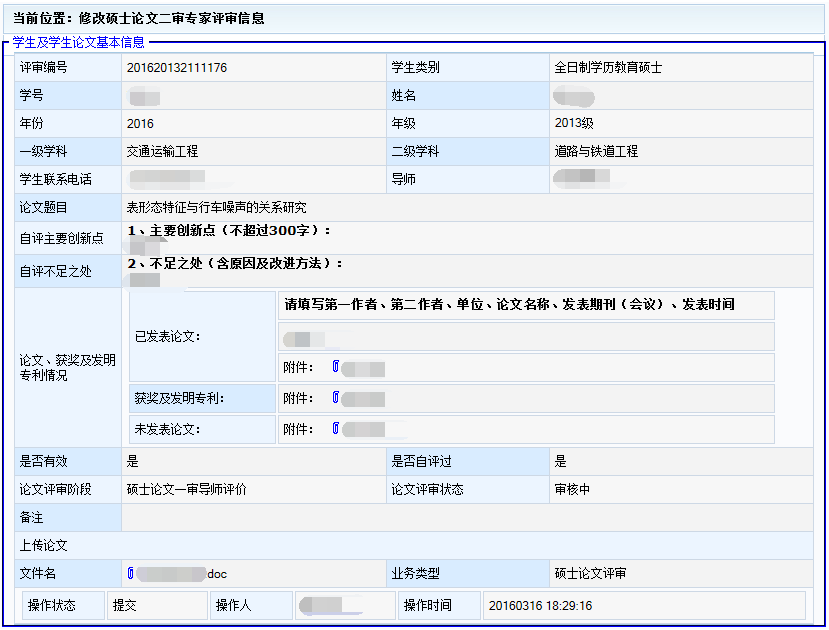 当前位置：修改硕士论文二审专家评审信息
学生及学生论文基本信息
评审编号 201620132111176 学生类别 全日制学历教育硕士
学号 姓名
年份 2016 年级 2013级
一级学科 交通运输工程 二级学科 道路与铁道工程
学生联系电话 导师
论文题目 表形态特征与行车噪声的关系研究
自评主要创新点 1、主要创新点（不超过300字）：
自评不足之处 2、不足之处（含原因及改进方法）：
论文、获奖及发明
专利情况
请填写第一作者、第二作者、单位、论文名称、发表期刊（会议）、发表时间
已发表论文：
附件：
获奖及发明专利： 附件：
未发表论文： 附件：
是否有效 是 是否自评过 是
论文评审阶段 硕士论文一审导师评价 论文评审状态 审核中
备注
上传论文
文件名 doc 业务类型 硕士论文评审
操作状态 提交 操作人 操作时间 20160316 18:29:16